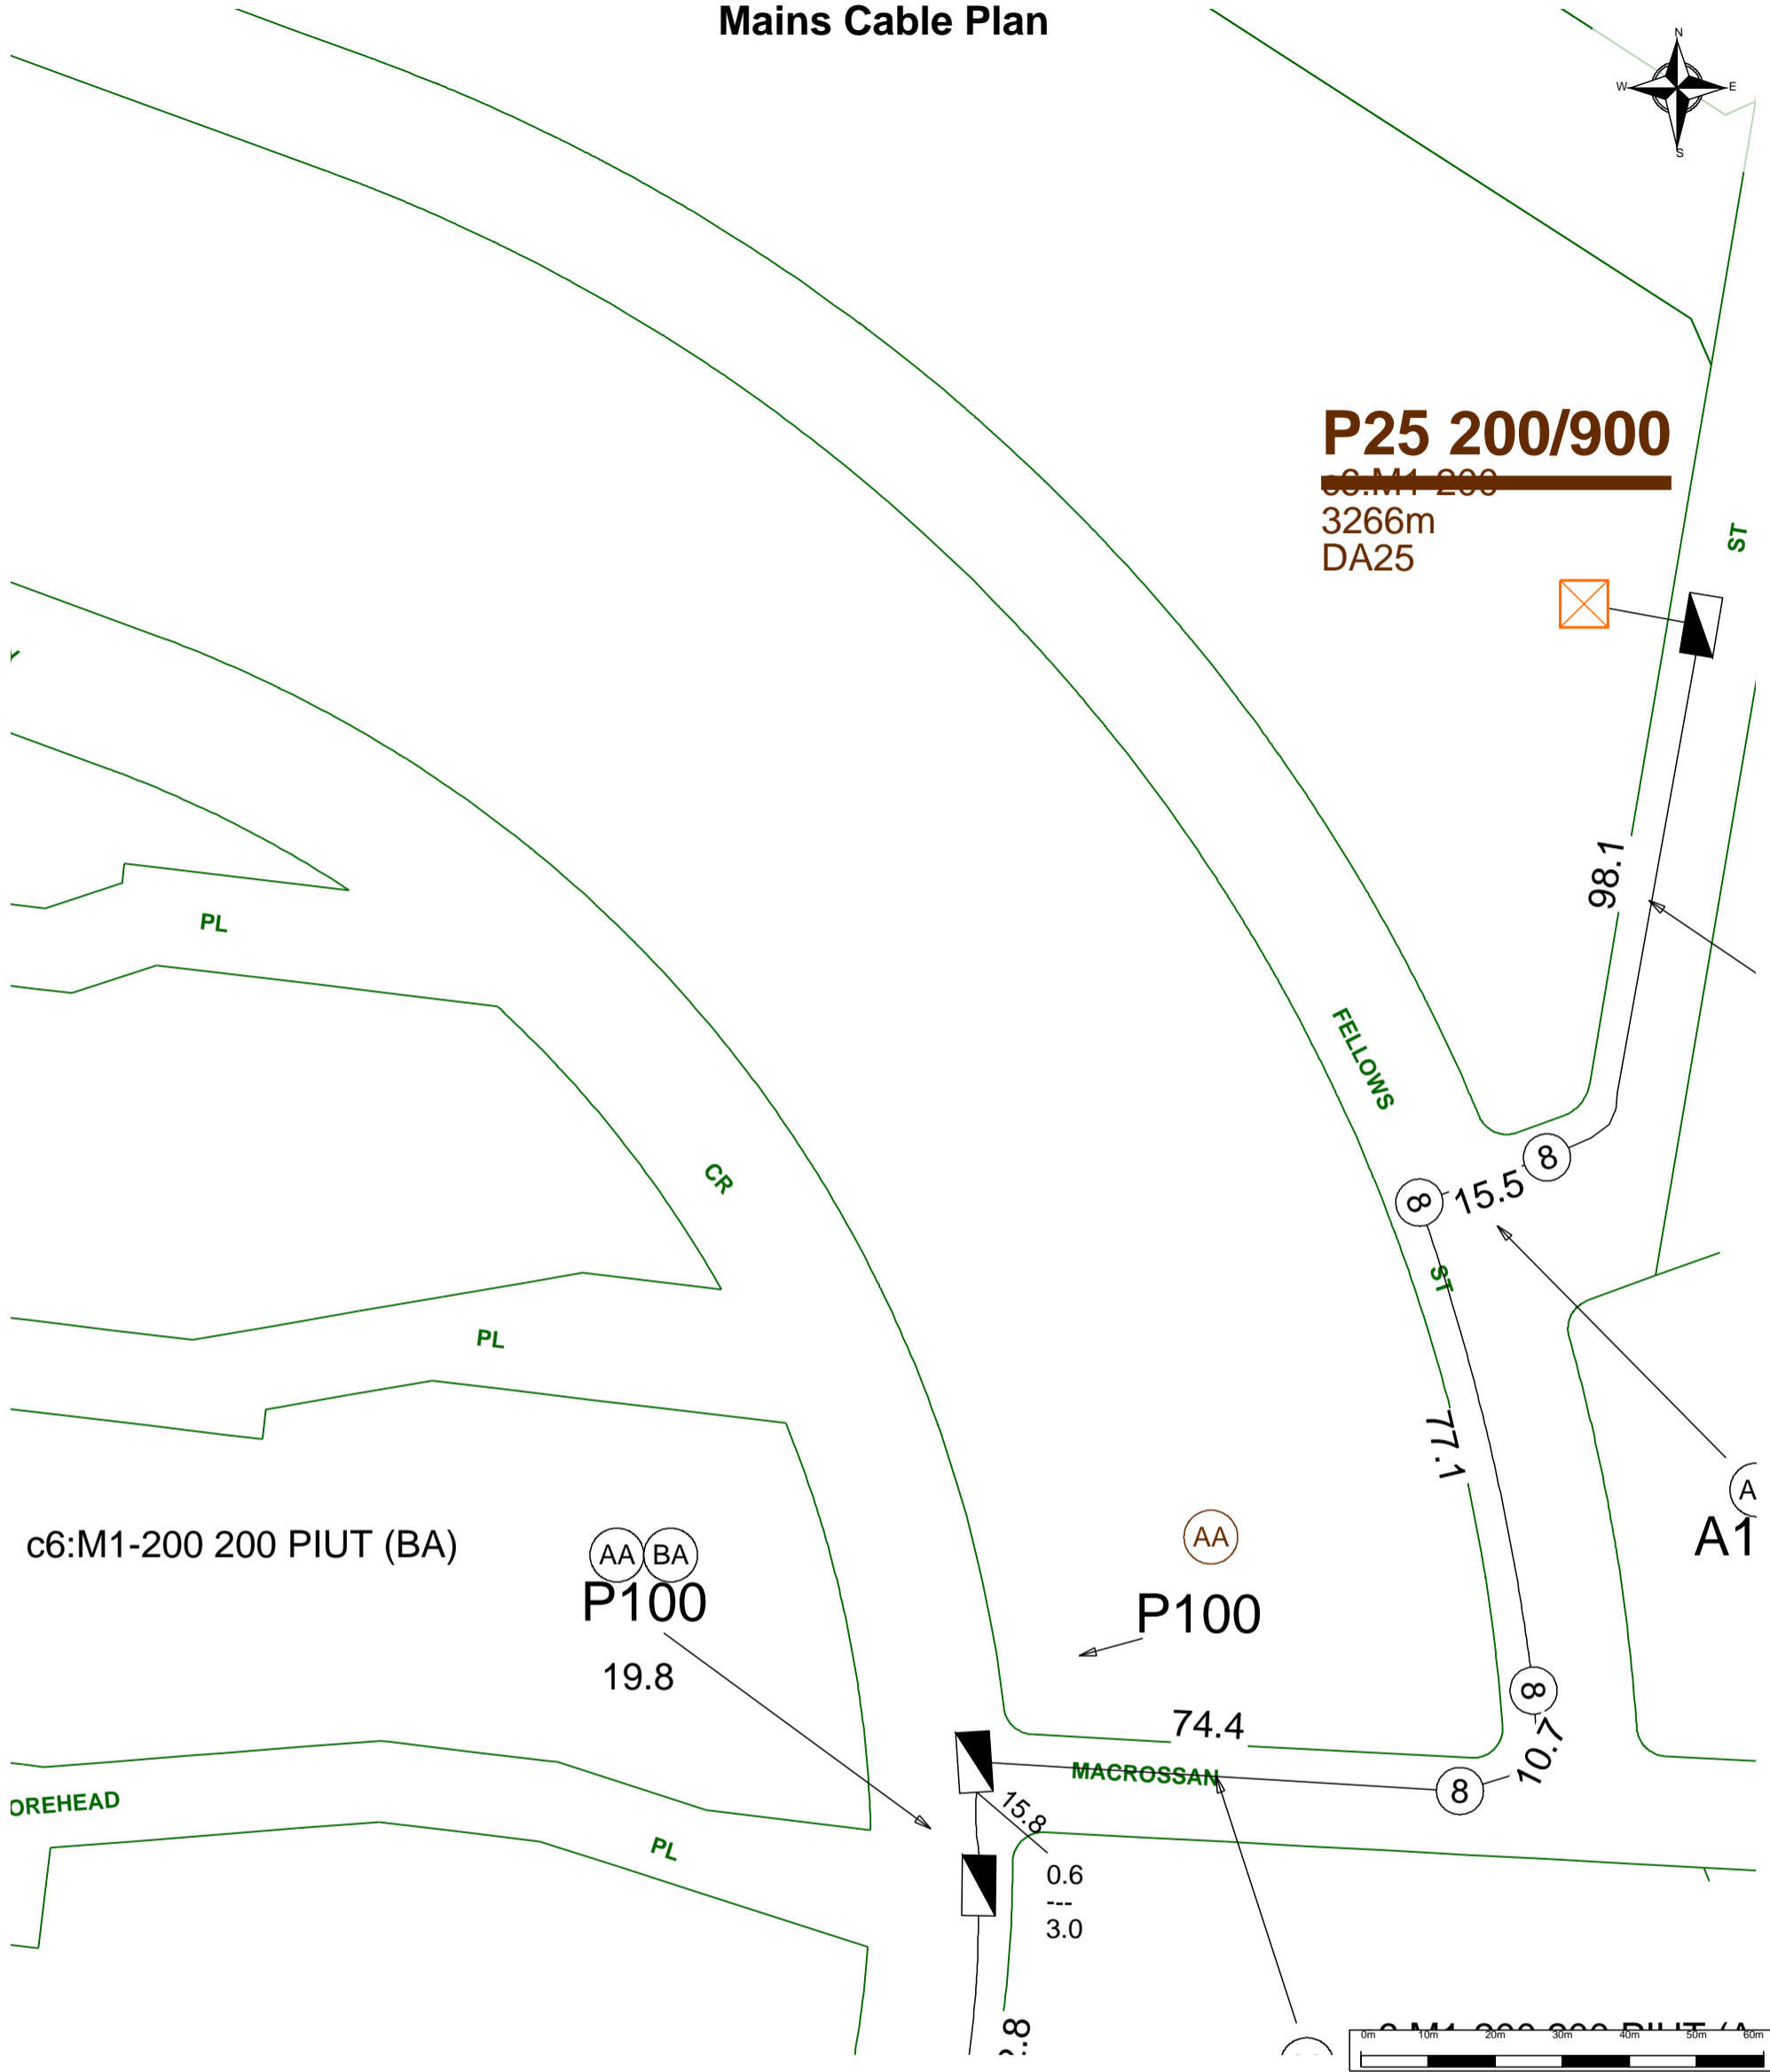 Mains Cable Plan
N
W E
S
P25 200/900
3266m
DA25
ST
98.1
PL
FELLOWS
CR
8
8
15.5
ST
PL
77.1
A
A1
c6:M1-200 200 PIUT (BA)
AA BA
P100
19.8
AA
P100
8
74.4
10.7
MACROSSAN
8
OREHEAD
PL
15.8
0.6
---
3.0
0m 10m 20m 30m 40m 50m 60m